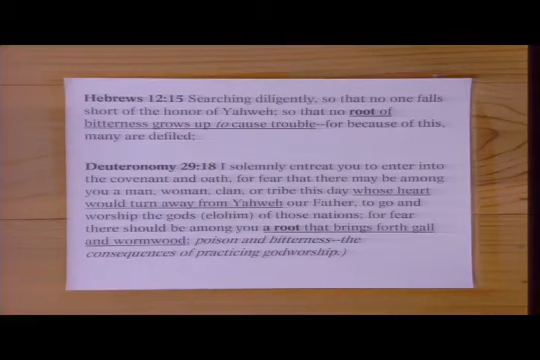 Hebrews 12:15 Searching diligently, so that no one falls
short of the honor of Yahweh; so that no root of
bitterness grows up to cause trouble--for because of this,
many are defiled;
Deuteronomy 29:18 I solemnly entreat you to enter into
the covenant and oath, for fear that there may be among
you a man, woman, clan, or tribe this day whose heart
would turn away from Yahweh our Father, to go and
worship the gods (elohim) of those nations; for fear
there should be among you a root that brings forth gall
and wormwood; poison and bitterness--the
consequences of practicing godworship.)